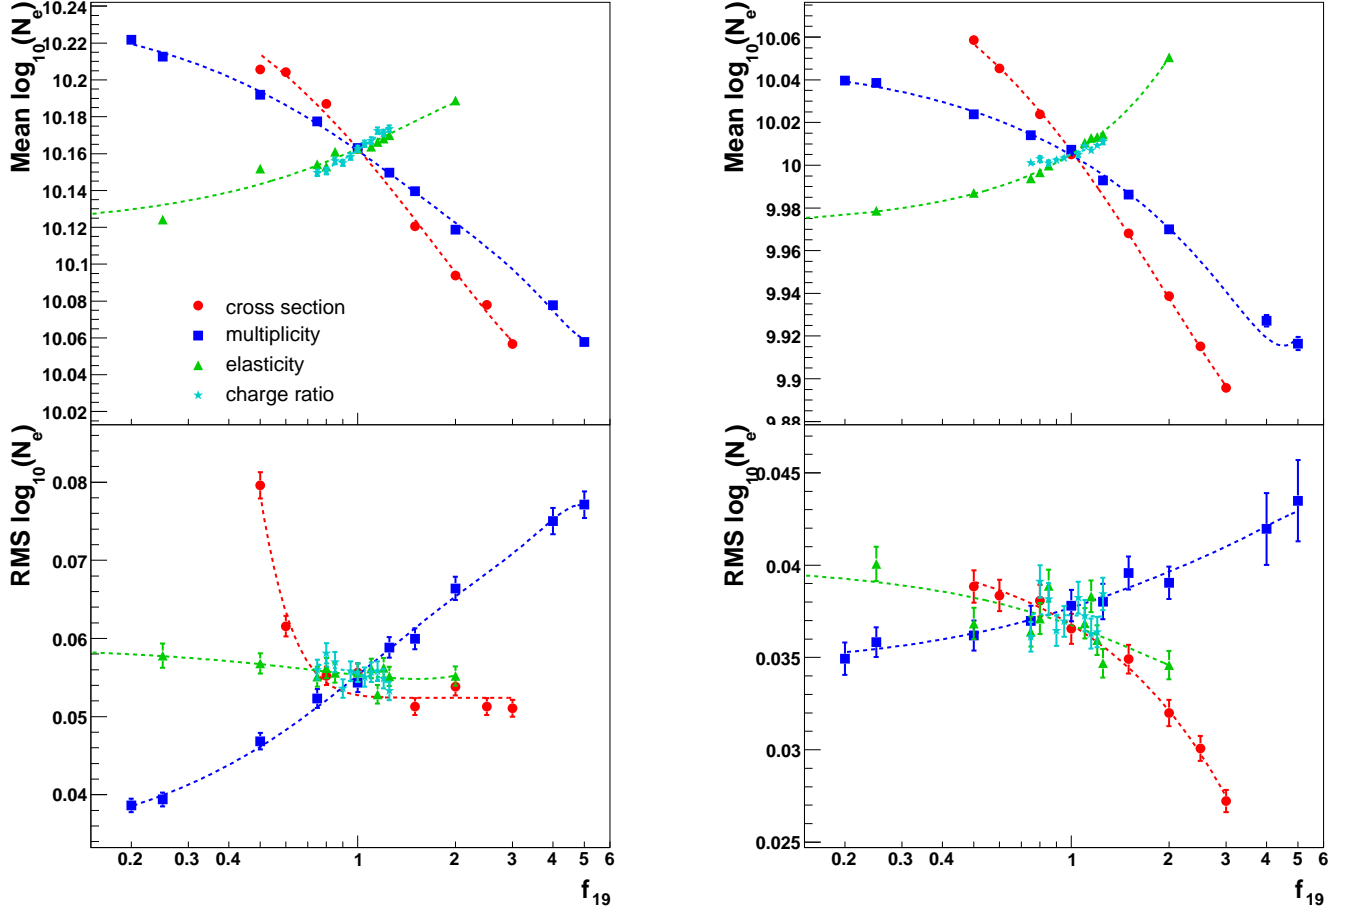 Mean log10(Ne)
10.24
10.22
10.2
10.18
10.16
10.14
10.12
10.1
10.08
10.06
10.04
10.02
cross section
multiplicity
elasticity
charge ratio
Mean log10(Ne)
10.06
10.04
10.02
10
9.98
9.96
9.94
9.92
9.9
9.88
RMS log10(Ne)
0.08
0.07
0.06
0.05
0.04
0.2 0.3 0.4 1 2 3 4 5 6
f19
RMS log10(Ne)
0.045
0.04
0.035
0.03
0.025
0.2 0.3 0.4 1 2 3 4 5 6
f19